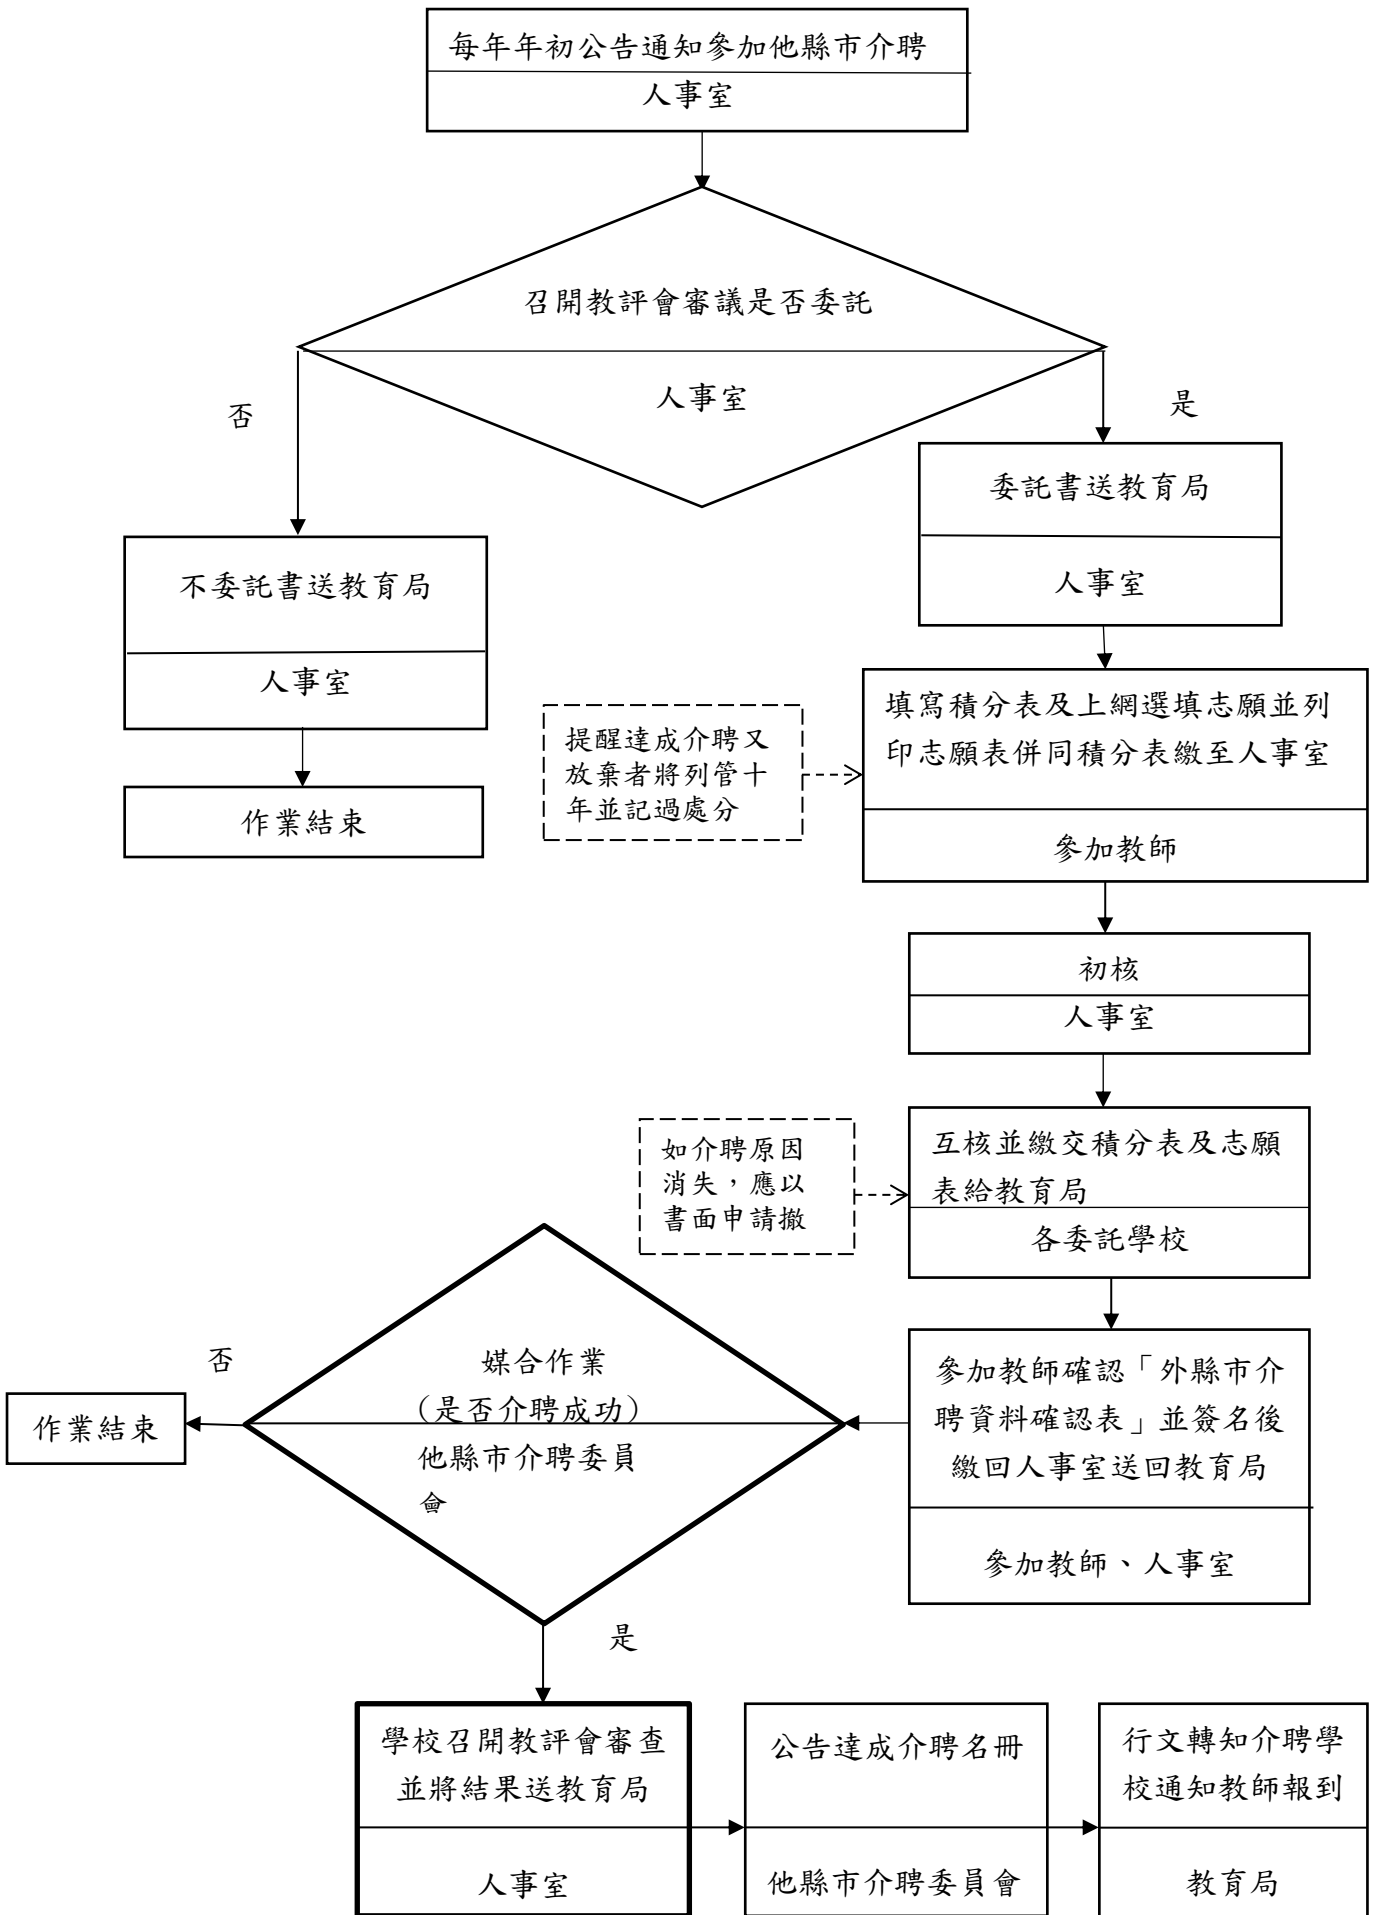 每年年初公告通知參加他縣市介聘
人事室
召開教評會審議是否委託
人事室
否
是
委託書送教育局
人事室
不委託書送教育局
人事室
作業結束
填寫積分表及上網選填志願並列
印志願表併同積分表繳至人事室
參加教師
提醒達成介聘又
放棄者將列管十
年並記過處分
初核
人事室
互核並繳交積分表及志願
表給教育局
各委託學校
如介聘原因
消失，應以
書面申請撤
參加教師確認「外縣市介
聘資料確認表」並簽名後
繳回人事室送回教育局
參加教師、人事室
媒合作業
(是否介聘成功)
他縣市介聘委員
會
否
作業結束
是
學校召開教評會審查
並將結果送教育局
人事室
公告達成介聘名冊
他縣市介聘委員會
行文轉知介聘學
校通知教師報到
教育局